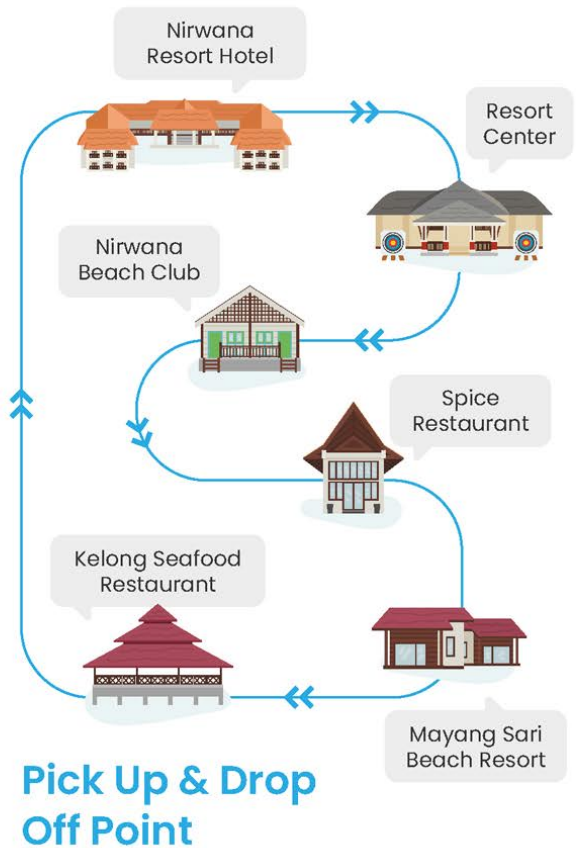 Nirwana
Resort Hotel
Resort
Center
Nirwana
Beach Club
Spice
Restaurant
Kelong Seafood
Restaurant
Mayang Sari
Beach Resort
Pick Up & Drop
Off Point